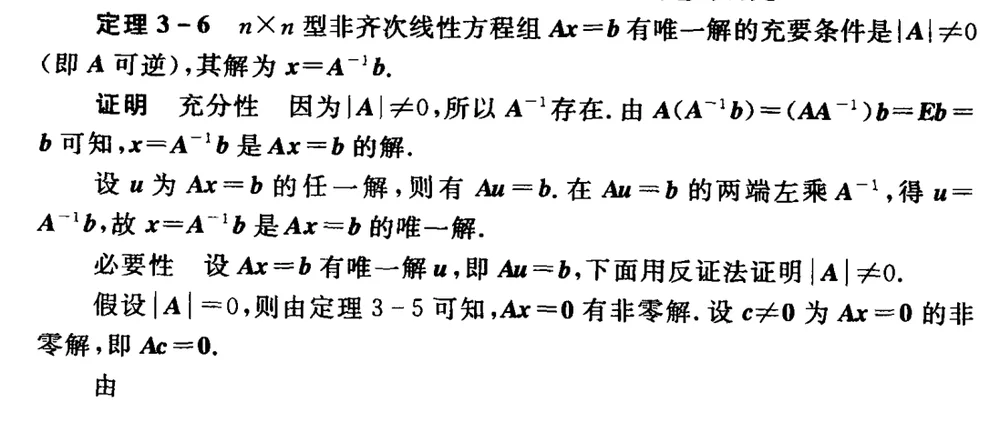 定理 3-6 n×n 型非齐次线性方程组 Ax=b 有唯一解的充要条件是|A|≠0
(即 A 可逆),其解为 x=A⁻¹b.
证明 充分性 因为|A|≠0,所以 A⁻¹存在.由 A(A⁻¹b)=(AA⁻¹)b=Eb=
b 可知,x=A⁻¹b 是 Ax=b 的解.
设 u 为 Ax=b 的任一解,则有 Au=b.在 Au=b 的两端左乘 A⁻¹,得 u=
A⁻¹b,故 x=A⁻¹b 是 Ax=b 的唯一解.
必要性 设 Ax=b 有唯一解 u,即 Au=b,下面用反证法证明|A|≠0.
假设|A|=0,则由定理 3-5 可知,Ax=0 有非零解.设 c≠0 为 Ax=0 的非
零解,即 Ac=0.
由